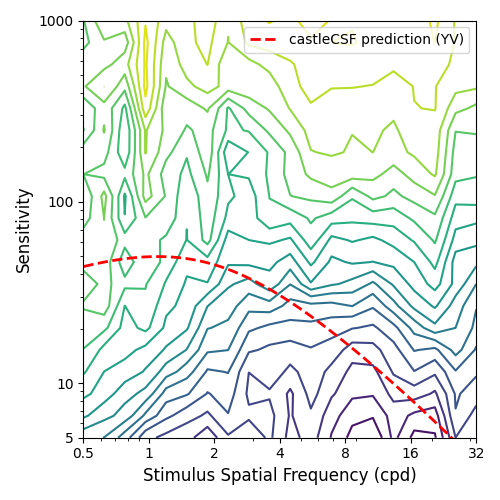 1000
castleCSF prediction (YV)
100
10
5
Sensitivity
0.5 1 2 4 8 16 32
Stimulus Spatial Frequency (cpd)